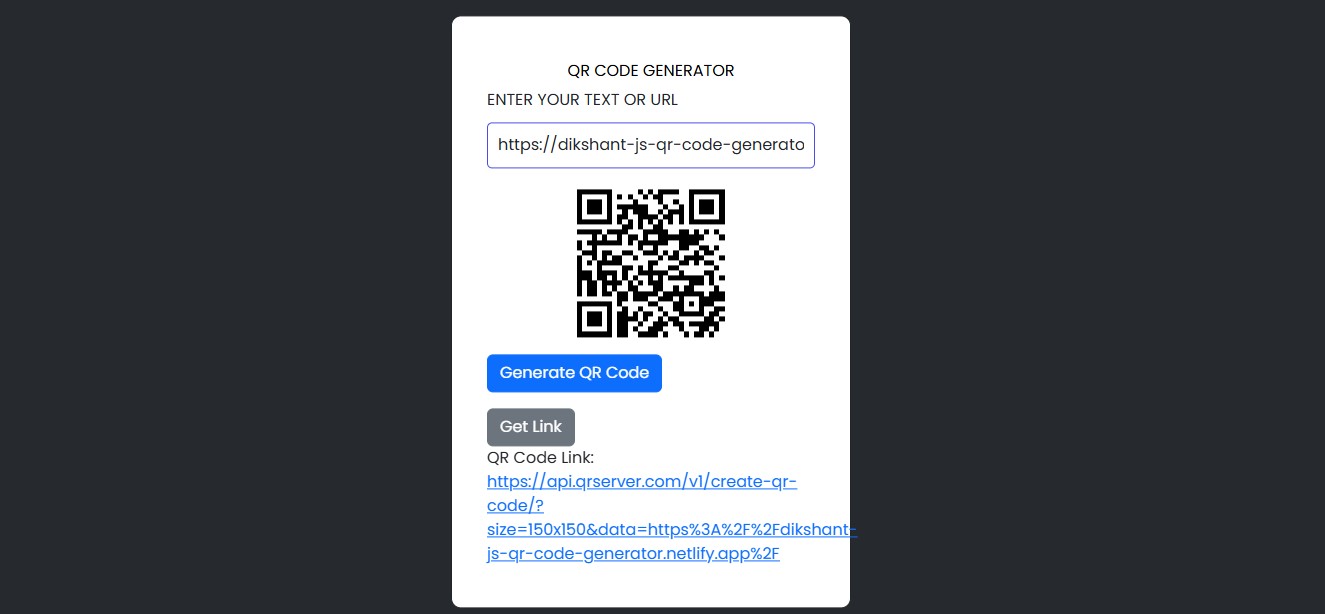 QR CODE GENERATOR
ENTER YOUR TEXT OR URL
https://dikshant-js-qr-code-generato
Generate QR Code
Get Link
QR Code Link:
https://api.qrserver.com/v1/create-qr-
code/?
size=150x150&data=https%3A%2F%2Fdikshant-
js-qr-code-generator.netlify.app%2F